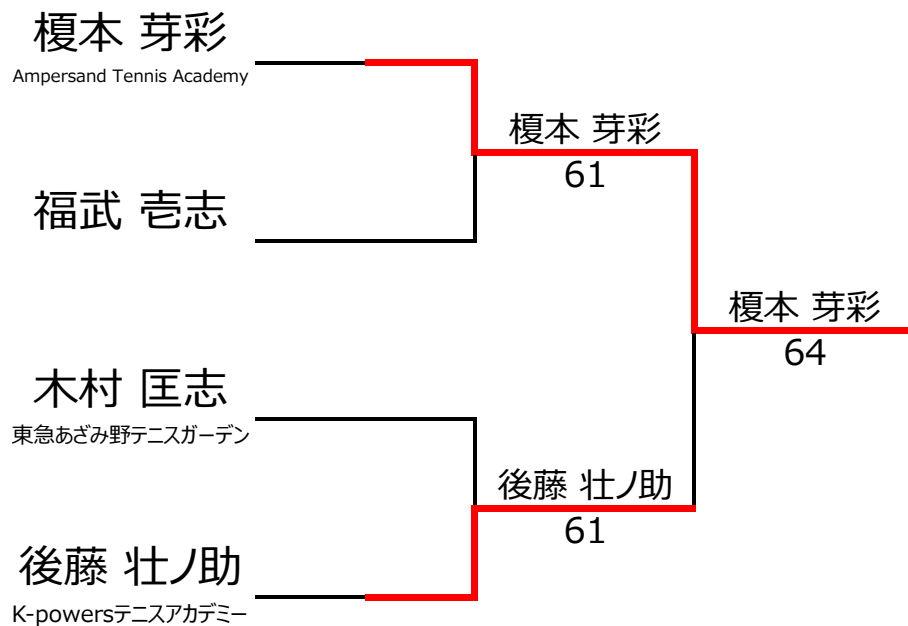 榎本 芽彩
Ampersand Tennis Academy
榎本 芽彩
61
福武 壱志
榎本 芽彩
64
木村 匡志
東急あざみ野テニスガーデン
後藤 壮ノ助
61
後藤 壮ノ助
K-powersテニスアカデミー